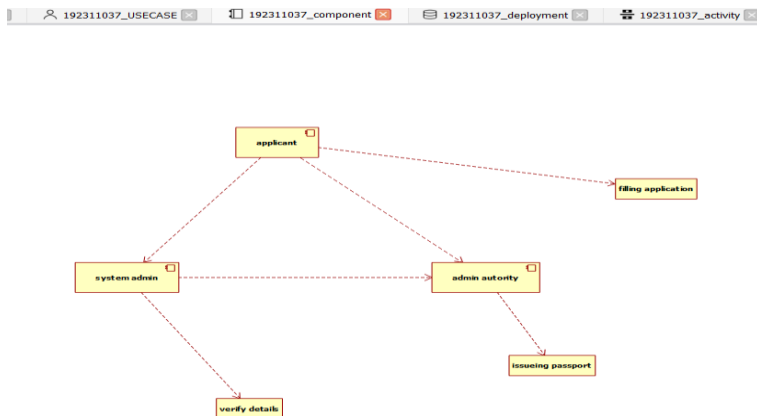 192311037_USECASE
192311037_component
192311037_deployment
192311037_activity
applicant
filling application
system admin
admin autority
issueing passport
verify details